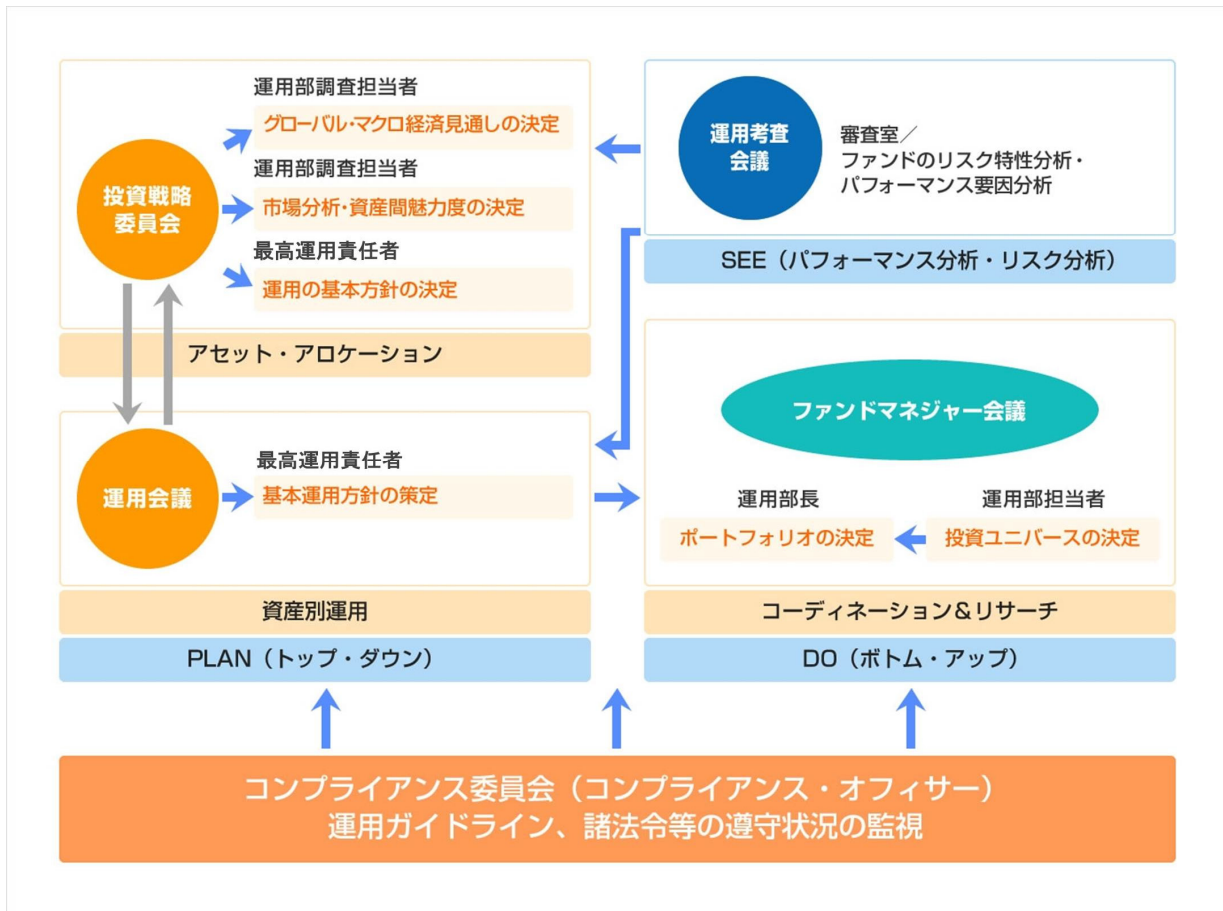 運用部調査担当者
グローバル・マクロ経済見通しの決定
投資戦略
委員会
運用部調査担当者
市場分析・資産間魅力度の決定
最高運用責任者
運用の基本方針の決定
アセット・アロケーション
運用考査
会議
審査室／
ファンドのリスク特性分析・
パフォーマンス要因分析
SEE（パフォーマンス分析・リスク分析）
運用会議
最高運用責任者
基本運用方針の策定
資産別運用
PLAN（トップ・ダウン）
ファンドマネジャー会議
運用部長
ポートフォリオの決定
運用部担当者
投資ユニバースの決定
コーディネーション＆リサーチ
DO（ボトム・アップ）
コンプライアンス委員会（コンプライアンス・オフィサー）
運用ガイドライン、諸法令等の遵守状況の監視